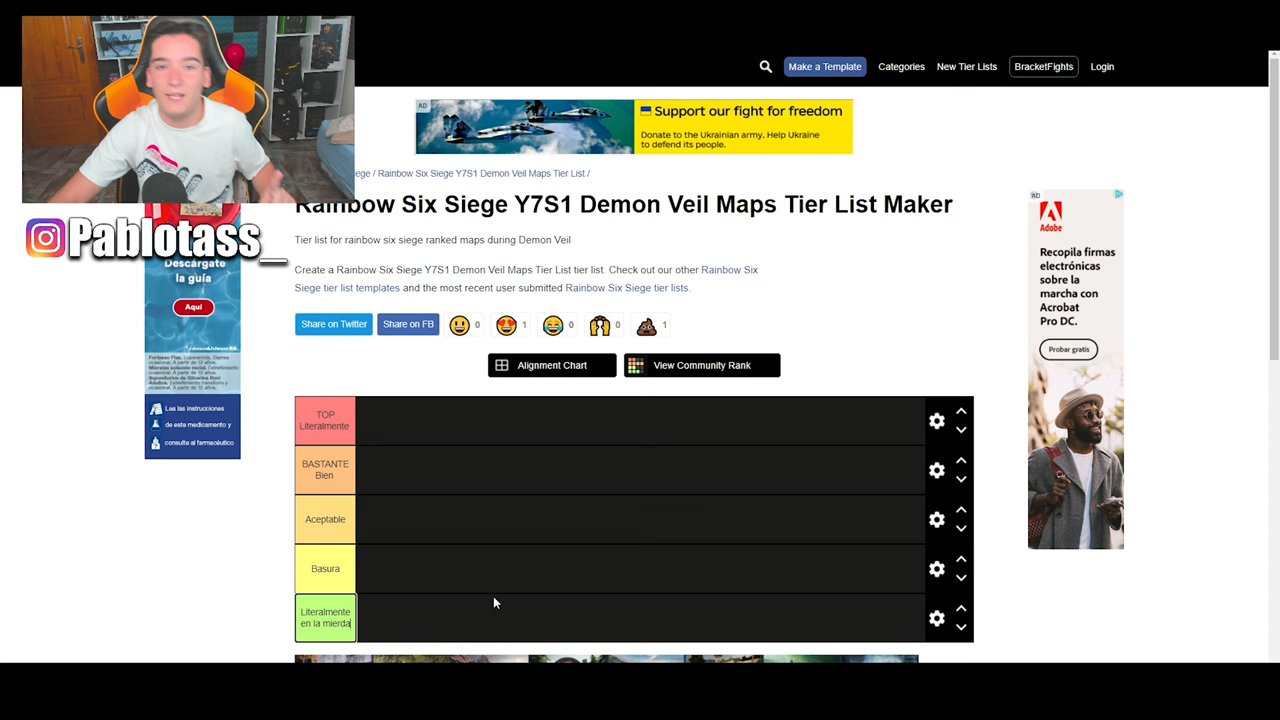 Make a Template
Categories
New Tier Lists
BracketFights
Login
AD
Support our fight for freedom
Donate to the Ukrainian army. Help Ukraine
to defend its people.
ege / Rainbow Six Siege Y7S1 Demon Veil Maps Tier List /
Rainbow Six Siege Y7S1 Demon Veil Maps Tier List Maker
Pablotass_
Tier list for rainbow six siege ranked maps during Demon Veil
Create a Rainbow Six Siege Y7S1 Demon Veil Maps Tier List tier list. Check out our other Rainbow Six
Siege tier list templates and the most recent user submitted Rainbow Six Siege tier lists.
Share on Twitter
Share on FB
0
1
0
0
1
Alignment Chart
View Community Rank
TOP
Literalmente
BASTANTE
Bien
Aceptable
Basura
Literalmente
en la mierda
Descárgate
la guía
Aquí
Lea las instrucciones
de este medicamento y
consulte al farmacéutico
AD
Adobe
Recopila firmas
electrónicas
sobre la
marcha con
Acrobat
Pro DC.
Probar gratis